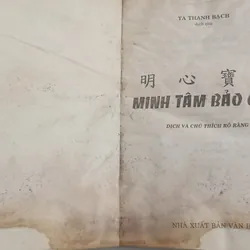 TẠ THANH BẠCH
明心寶
MINH TÂM BẢO
DỊCH VÀ CHÚ THÍCH RÕ RÀNG
NHÀ XUẤT BẢN VĂN